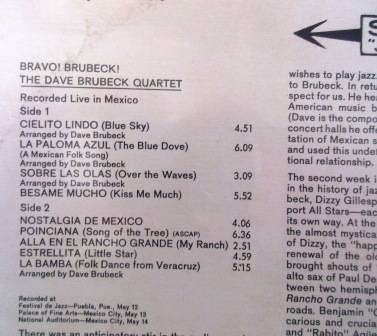 BRAVO! BRUBECK!
THE DAVE BRUBECK QUARTET
Recorded Live in Mexico
Side 1
CIELITO LINDO (Blue Sky) 4.51
Arranged by Dave Brubeck
LA PALOMA AZUL (The Blue Dove) 6.09
(A Mexican Folk Song)
Arranged by Dave Brubeck
SOBRE LAS OLAS (Over the Waves) 3.09
Arranged by Dave Brubeck
BESAME MUCHO (Kiss Me Much) 5.52
Side 2
NOSTALGIA DE MEXICO 4.06
POINCIANA (Song of the Tree) (ASCAP) 6.36
ALLA EN EL RANCHO GRANDE (My Ranch) 2.51
ESTRELLITA (Little Star) 4.59
LA BAMBA (Folk Dance from Veracruz) 5:15
Arranged by Dave Brubeck
Recorded at
Festival de Jazz—Puebla, Pue., May 12
Palace of Fine Arts—Mexico City, May 13
National Auditorium—Mexico City, May 14
There was an anticipatory
wishes to play jazz.
to Brubeck. In retu
spect for us. He hea
American music b
(Dave is the compo
concert halls he offe
tation of Mexican s
and used this undef
tional relationship.
The second week i
in the history of jaz
beck, Dizzy Gillesp
port All Stars—eac
its own way. At the
the almost mystica
of Dizzy, the "happ
renewal of the old
brought shouts of
alto sax of Paul De
tween two hemisph
Rancho Grande an
roads. Benjamin "C
carious and crucia
and "Rabito" Agüe